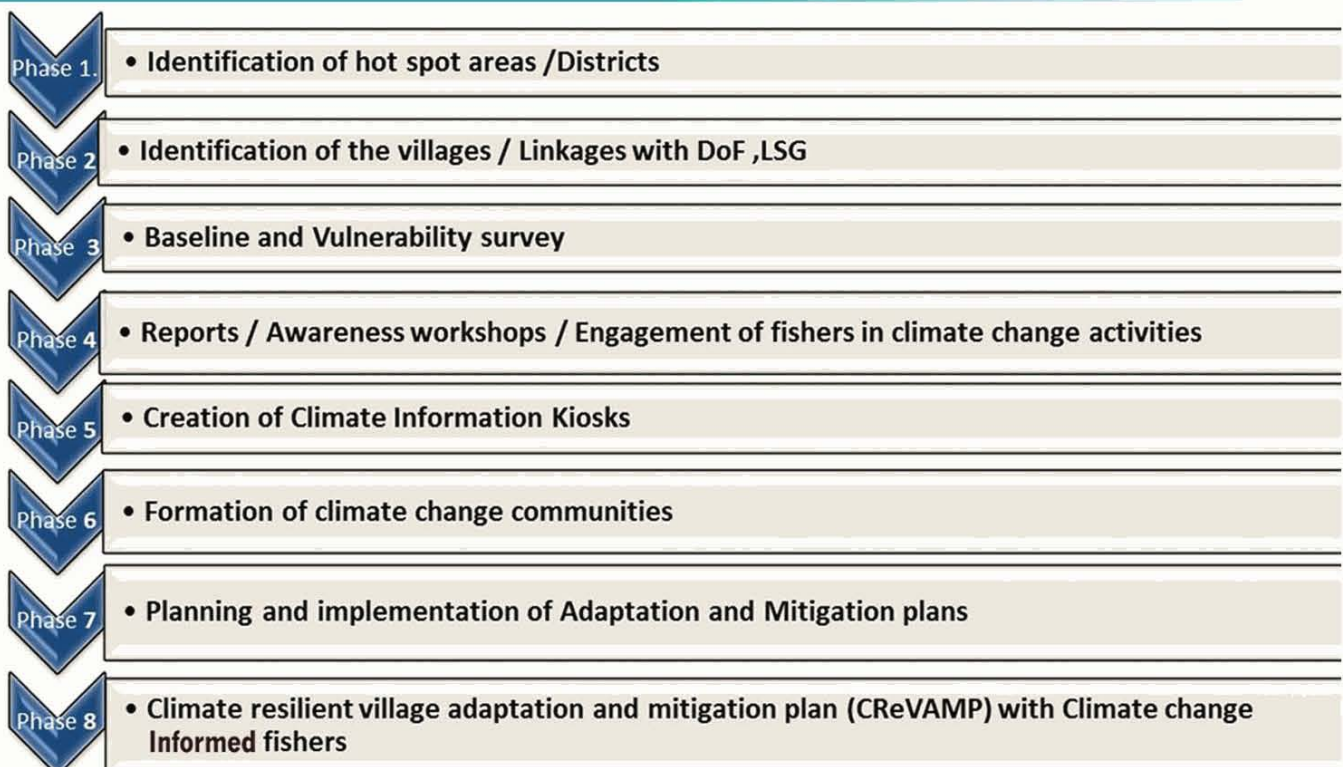 Phase 1. • Identification of hot spot areas /Districts
Phase 2 • Identification of the villages / Linkages with DoF ,LSG
Phase 3 • Baseline and Vulnerability survey
Phase 4 • Reports / Awareness workshops / Engagement of fishers in climate change activities
Phase 5 • Creation of Climate Information Kiosks
Phase 6 • Formation of climate change communities
Phase 7 • Planning and implementation of Adaptation and Mitigation plans
Phase 8 • Climate resilient village adaptation and mitigation plan (CReVAMP) with Climate change
Informed fishers